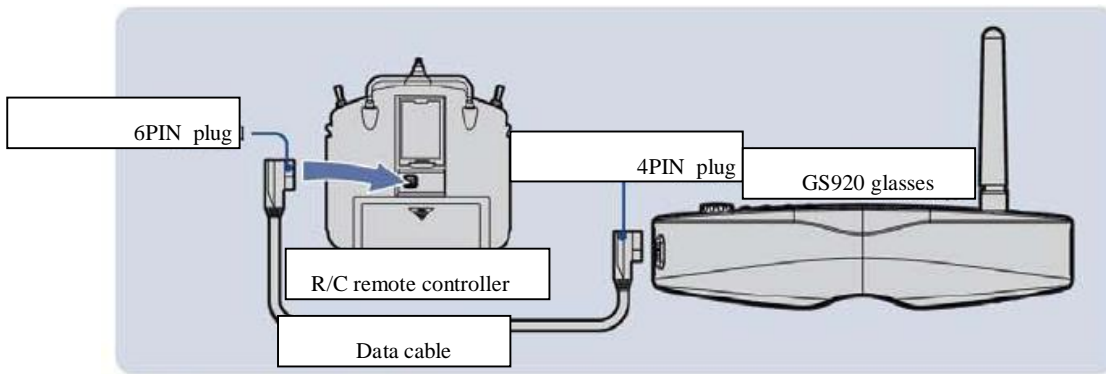 6PIN plug
4PIN plug
GS920 glasses
R/C remote controller
Data cable